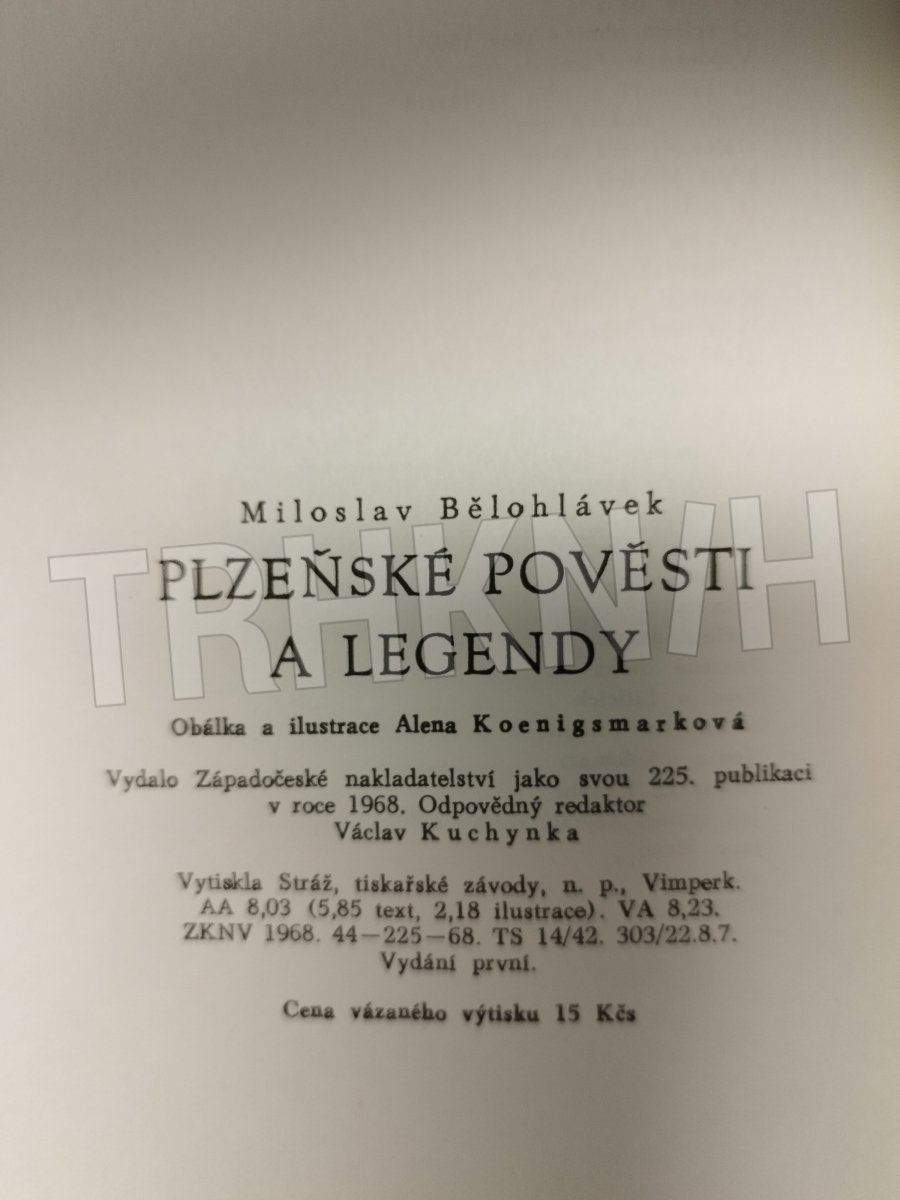 Miloslav Bělohlávek
PLZEŇSKÉ POVĚSTI
A LEGENDY
TRHKNIH
Obálka a ilustrace Alena Koenigsmarková
Vydalo Západočeské nakladatelství jako svou 225. publikaci
v roce 1968. Odpovědný redaktor
Václav Kuchynka
Vytiskla Stráž, tiskařské závody, n. p., Vimperk.
AA 8,03 (5,85 text, 2,18 ilustrace). VA 8,23.
ZKNV 1968. 44—225—68. TS 14/42. 303/22.8.7.
Vydání první.
Cena vázaného výtisku 15 Kčs